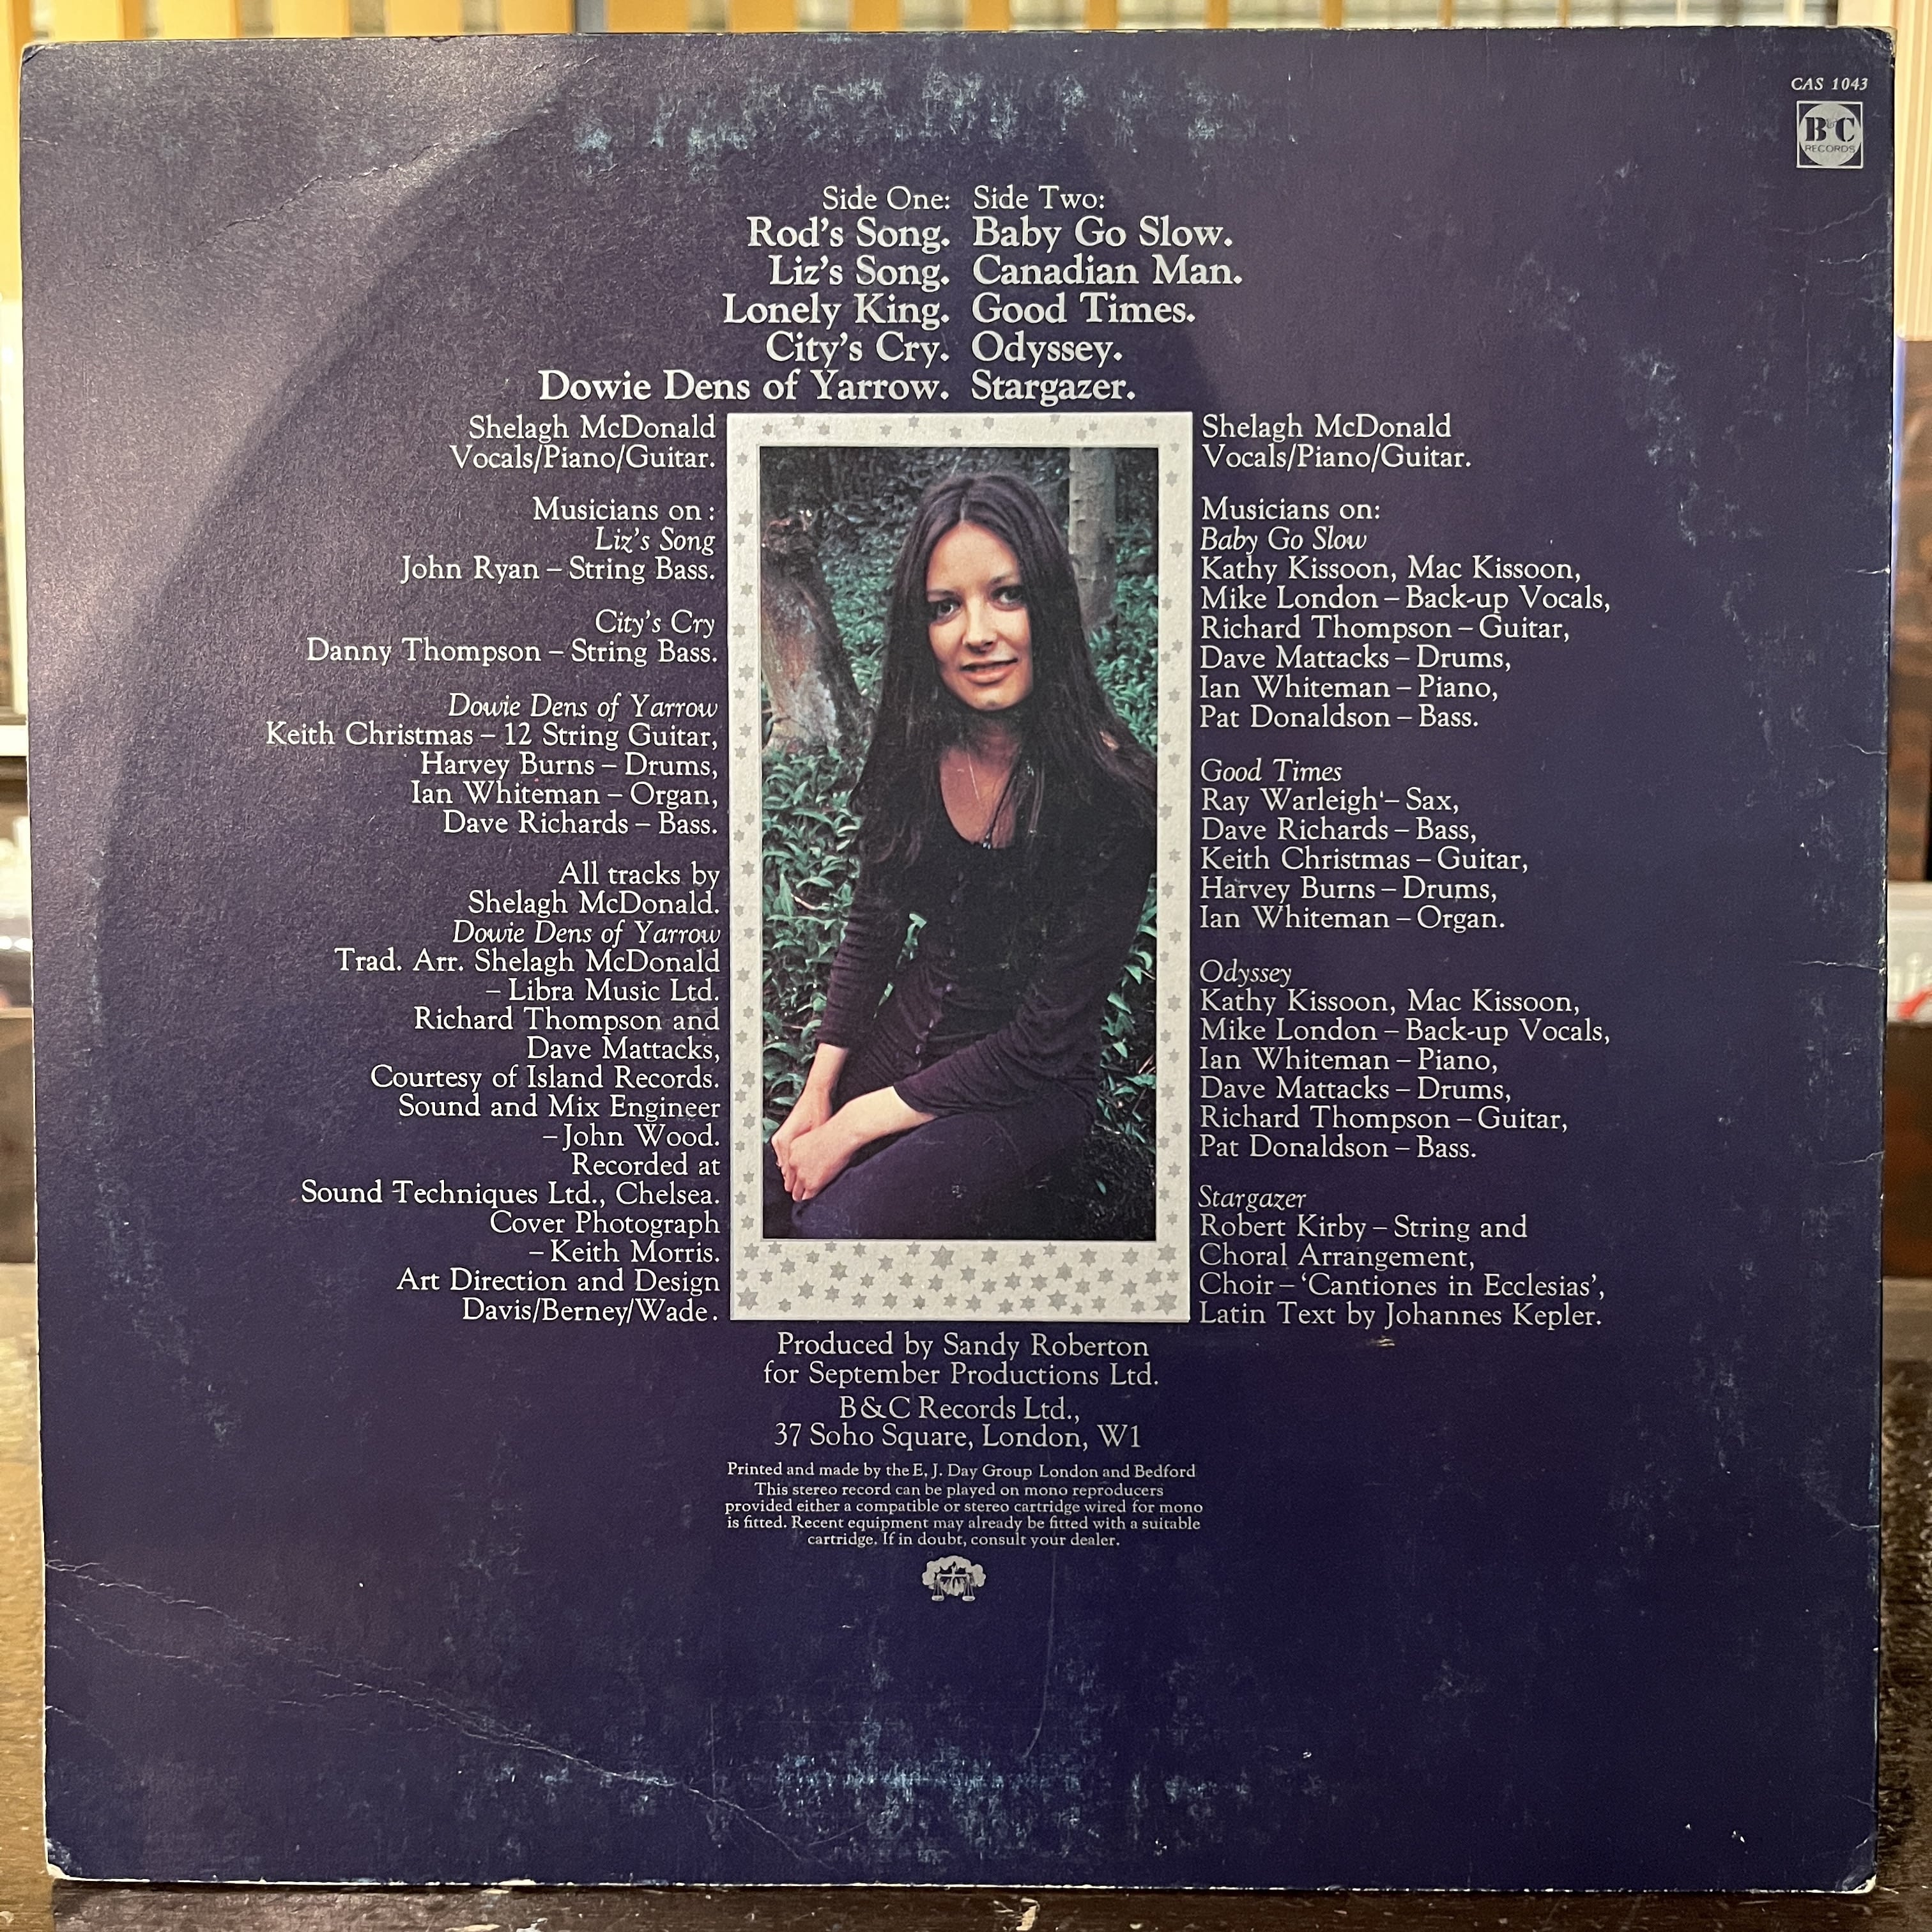 CAS 1043
B&C
RECORDS
Side One:
Rod's Song.
Liz's Song.
Lonely King.
City's Cry.
Dowie Dens of Yarrow.
Side Two:
Baby Go Slow.
Canadian Man.
Good Times.
Odyssey.
Stargazer.
Shelagh McDonald
Vocals/Piano/Guitar.
Musicians on:
Liz's Song
John Ryan – String Bass.
City's Cry
Danny Thompson – String Bass.
Dowie Dens of Yarrow
Keith Christmas – 12 String Guitar,
Harvey Burns – Drums,
Ian Whiteman – Organ,
Dave Richards – Bass.
All tracks by
Shelagh McDonald.
Dowie Dens of Yarrow
Trad. Arr. Shelagh McDonald
– Libra Music Ltd.
Richard Thompson and
Dave Mattacks,
Courtesy of Island Records.
Sound and Mix Engineer
– John Wood.
Recorded at
Sound Techniques Ltd., Chelsea.
Cover Photograph
– Keith Morris.
Art Direction and Design
Davis/Berney/Wade.
Shelagh McDonald
Vocals/Piano/Guitar.
Musicians on:
Baby Go Slow
Kathy Kissoon, Mac Kissoon,
Mike London – Back-up Vocals,
Richard Thompson – Guitar,
Dave Mattacks – Drums,
Ian Whiteman – Piano,
Pat Donaldson – Bass.
Good Times
Ray Warleigh – Sax,
Dave Richards – Bass,
Keith Christmas – Guitar,
Harvey Burns – Drums,
Ian Whiteman – Organ.
Odyssey
Kathy Kissoon, Mac Kissoon,
Mike London – Back-up Vocals,
Ian Whiteman – Piano,
Dave Mattacks – Drums,
Richard Thompson – Guitar,
Pat Donaldson – Bass.
Stargazer
Robert Kirby – String and
Choral Arrangement,
Choir – 'Cantiones in Ecclesias',
Latin Text by Johannes Kepler.
Produced by Sandy Roberton
for September Productions Ltd.
B&C Records Ltd.,
37 Soho Square, London, W1
Printed and made by the E. J. Day Group London and Bedford
This stereo record can be played on mono reproducers
provided either a compatible or stereo cartridge wired for mono
is fitted. Recent equipment may already be fitted with a suitable
cartridge. If in doubt, consult your dealer.